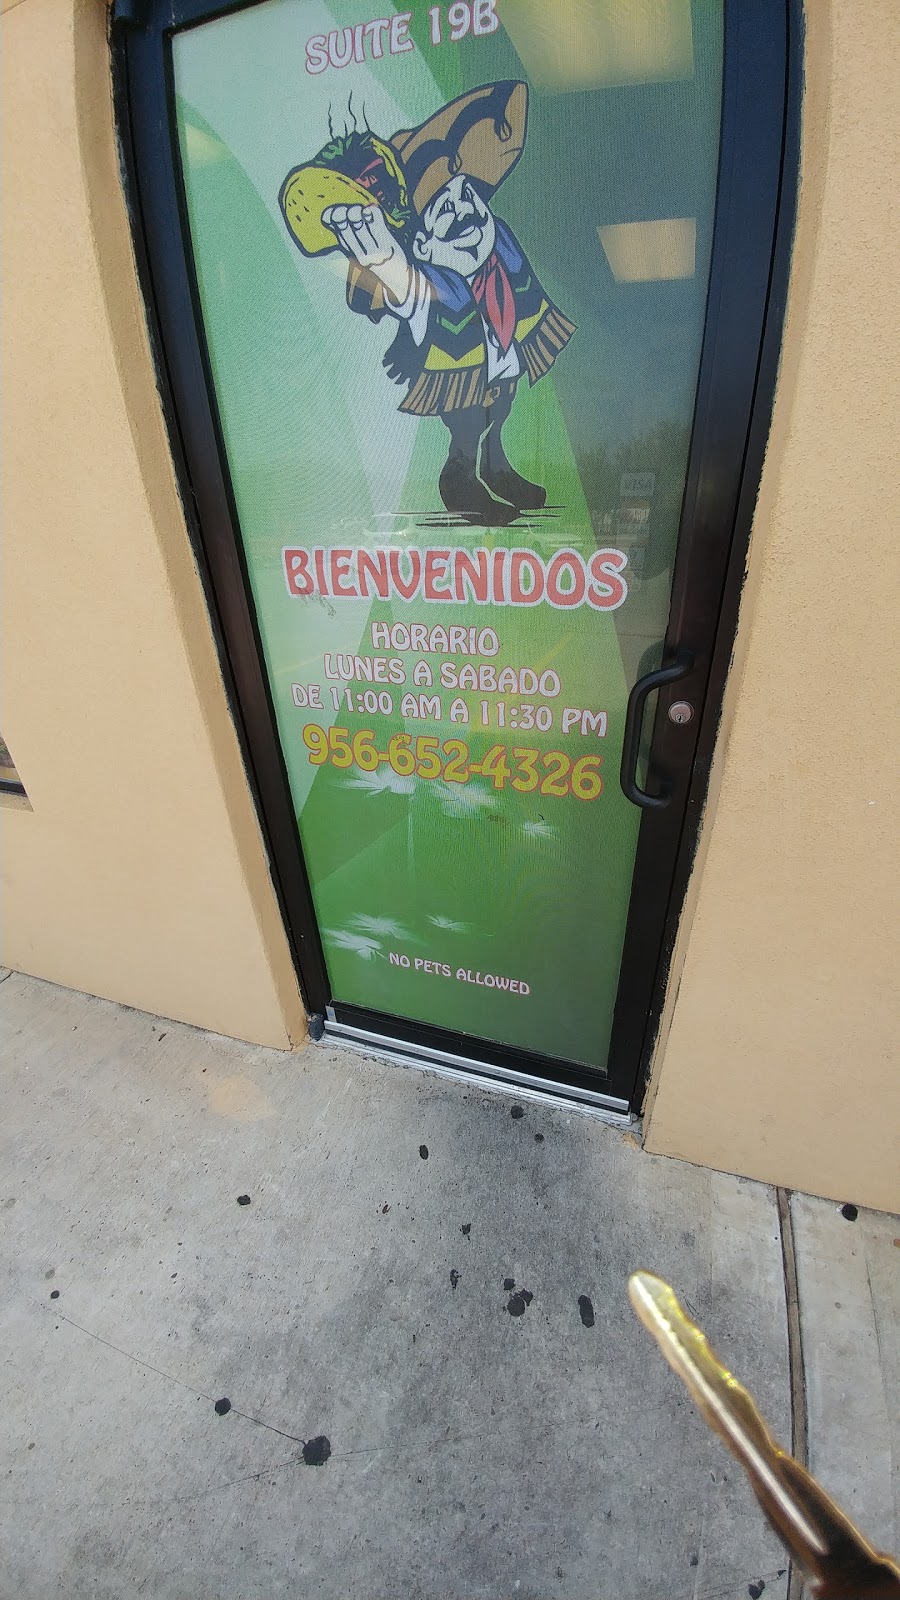 SUITE 19B
VISA
BIENVENIDOS
HORARIO
LUNES A SABADO
DE 11:00 AM A 11:30 PM
956-652-4326
NO PETS ALLOWED